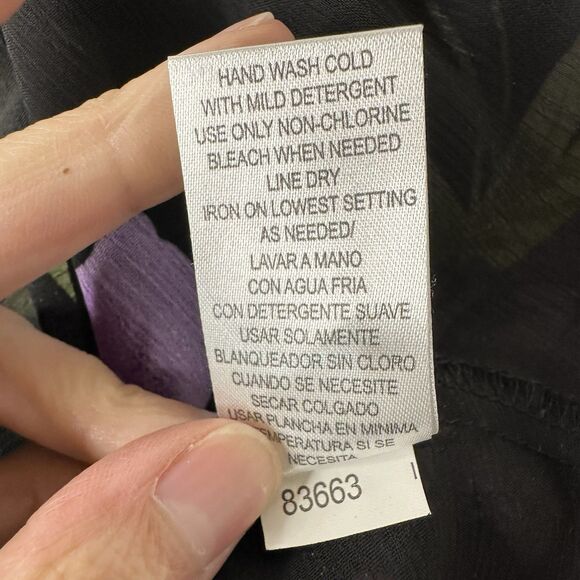 HAND WASH COLD
WITH MILD DETERGENT
USE ONLY NON-CHLORINE
BLEACH WHEN NEEDED
LINE DRY
IRON ON LOWEST SETTING
AS NEEDED/
LAVAR A MANO
CON AGUA FRIA
CON DETERGENTE SUAVE
USAR SOLAMENTE
BLANQUEADOR SIN CLORO
CUANDO SE NECESITE
SECAR COLGADO
USAR PLANCHA EN MINIMA
TEMPERATURA SI SE
NECESITA
83663